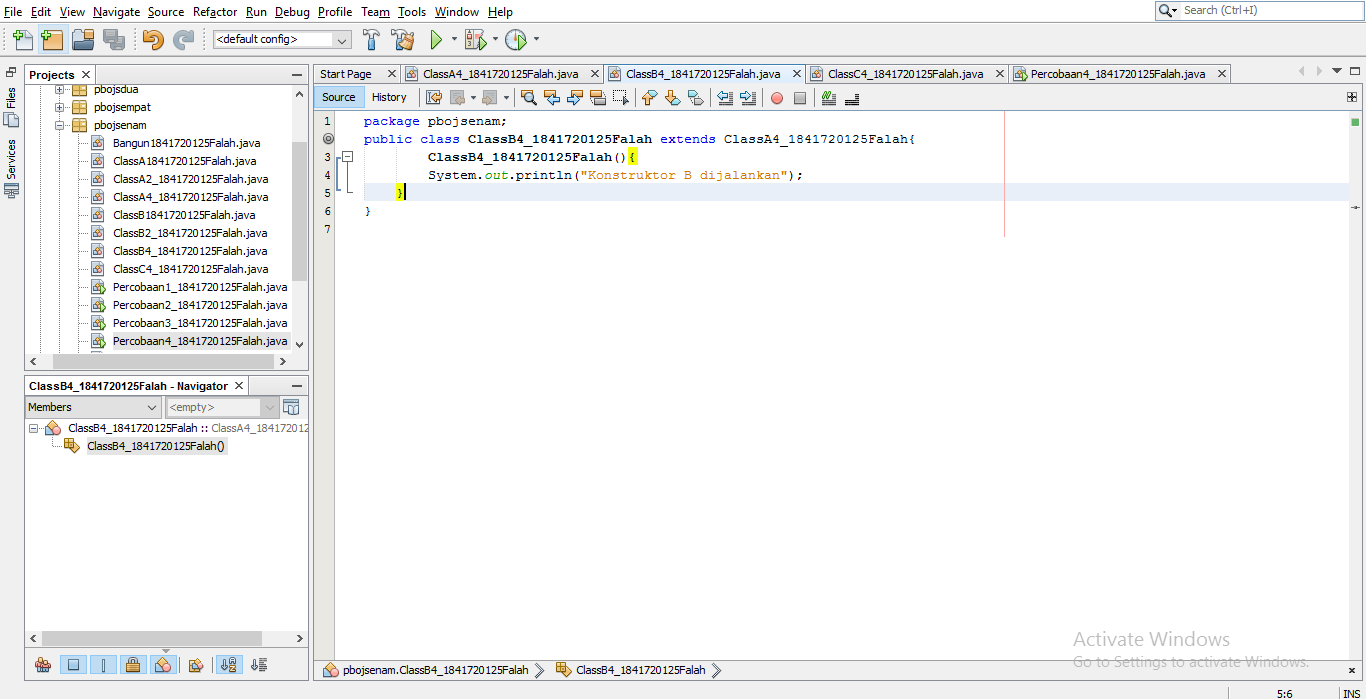 File Edit View Navigate Source Refactor Run Debug Profile Team Tools Window Help
Search (Ctrl+I)
<default config>
Files
Services
Projects
pbojsdua
pbojsempat
pbojsenam
Bangun1841720125Falah.java
ClassA1841720125Falah.java
ClassA2_1841720125Falah.java
ClassA4_1841720125Falah.java
ClassB1841720125Falah.java
ClassB2_1841720125Falah.java
ClassB4_1841720125Falah.java
ClassC4_1841720125Falah.java
Percobaan1_1841720125Falah.java
Percobaan2_1841720125Falah.java
Percobaan3_1841720125Falah.java
Percobaan4_1841720125Falah.java
ClassB4_1841720125Falah - Navigator
Members
<empty>
ClassB4_1841720125Falah :: ClassA4_184172012
ClassB4_1841720125Falah()
Start Page
ClassA4_1841720125Falah.java
ClassB4_1841720125Falah.java
ClassC4_1841720125Falah.java
Percobaan4_1841720125Falah.java
Source History
1 package pbojsenam;
public class ClassB4_1841720125Falah extends ClassA4_1841720125Falah{
3 ClassB4_1841720125Falah(){
4 System.out.println("Konstruktor B dijalankan");
5 }
6 }
7
Activate Windows
Go to Settings to activate Windows.
pbojsenam.ClassB4_1841720125Falah
ClassB4_1841720125Falah
5:6
INS